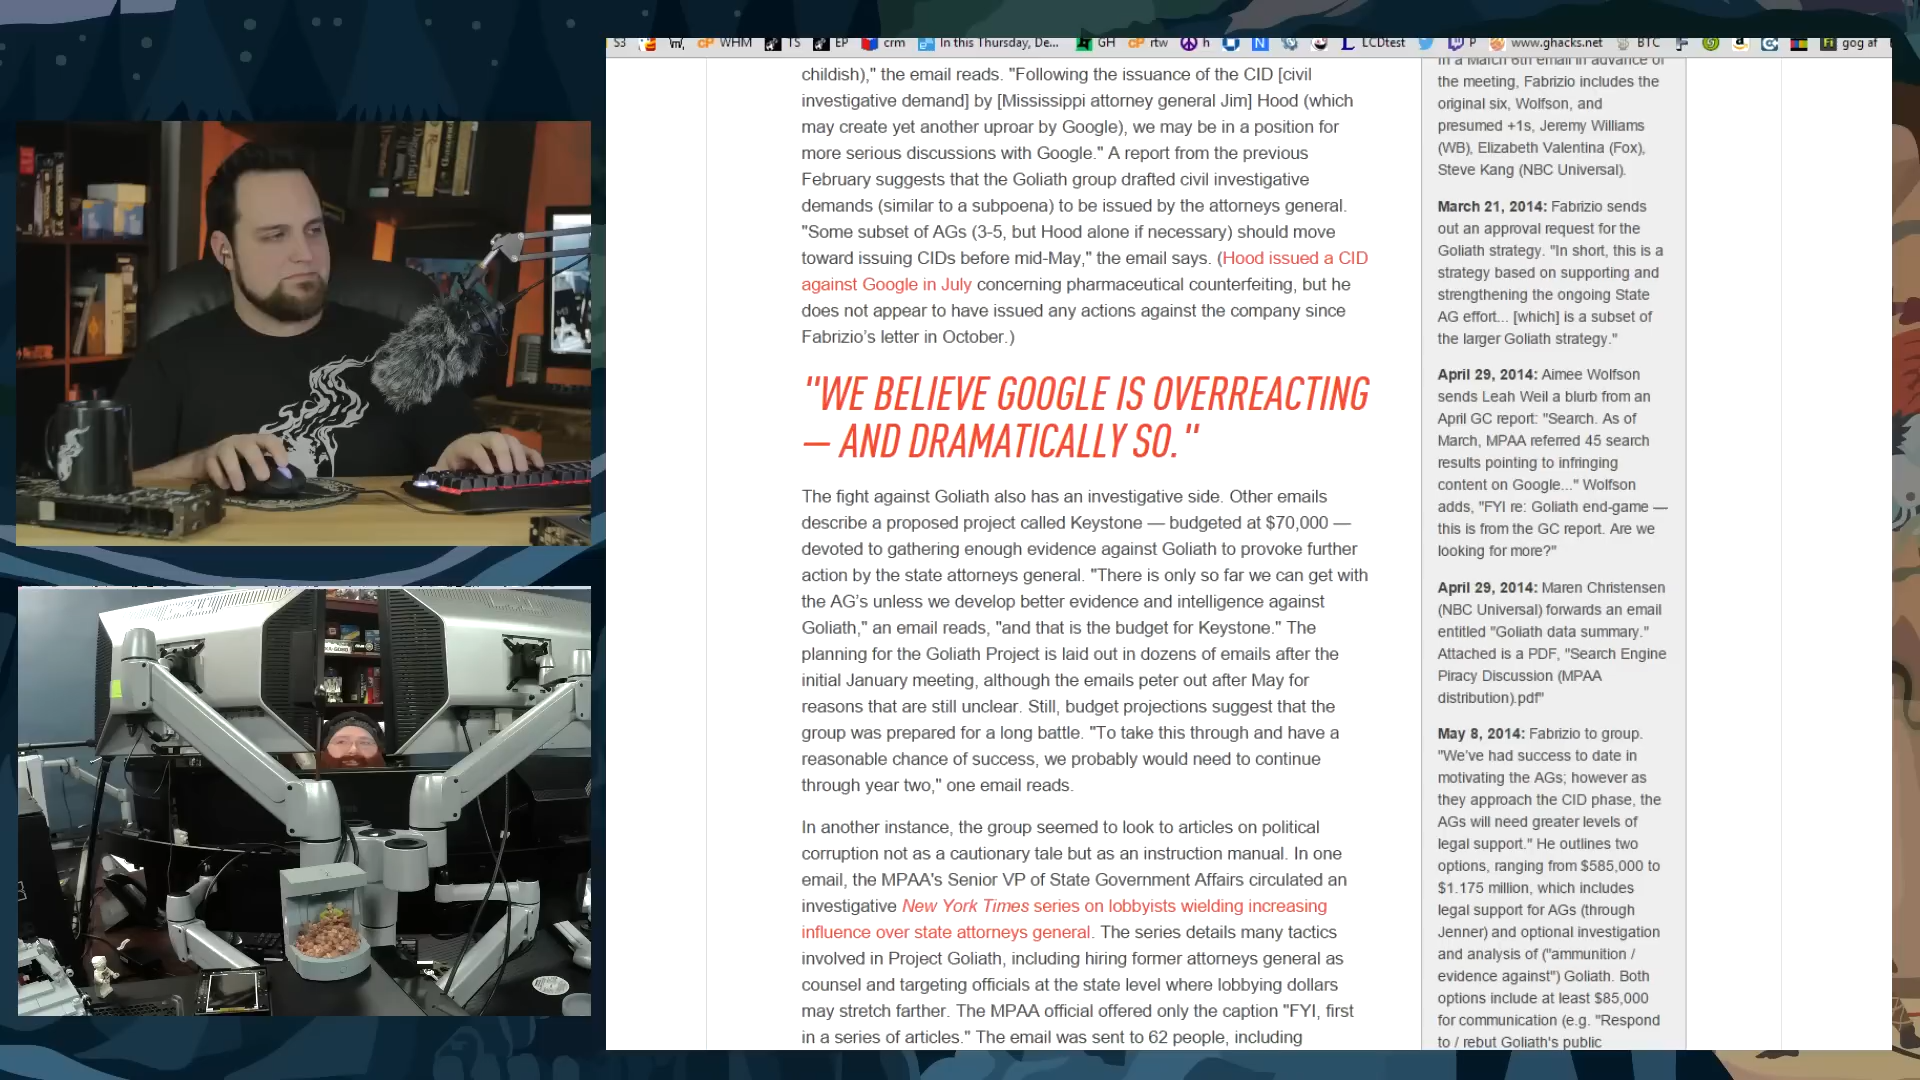 S3 WHM TS EP crm In this Thursday, De... GH rtw h LCDtest P www.ghacks.net BTC gog af
childish)," the email reads. "Following the issuance of the CID [civil
investigative demand] by [Mississippi attorney general Jim] Hood (which
may create yet another uproar by Google), we may be in a position for
more serious discussions with Google." A report from the previous
February suggests that the Goliath group drafted civil investigative
demands (similar to a subpoena) to be issued by the attorneys general.
"Some subset of AGs (3-5, but Hood alone if necessary) should move
toward issuing CIDs before mid-May," the email says. (Hood issued a CID
against Google in July concerning pharmaceutical counterfeiting, but he
does not appear to have issued any actions against the company since
Fabrizio's letter in October.)
"WE BELIEVE GOOGLE IS OVERREACTING
— AND DRAMATICALLY SO."
The fight against Goliath also has an investigative side. Other emails
describe a proposed project called Keystone — budgeted at $70,000 —
devoted to gathering enough evidence against Goliath to provoke further
action by the state attorneys general. "There is only so far we can get with
the AG's unless we develop better evidence and intelligence against
Goliath," an email reads, "and that is the budget for Keystone." The
planning for the Goliath Project is laid out in dozens of emails after the
initial January meeting, although the emails peter out after May for
reasons that are still unclear. Still, budget projections suggest that the
group was prepared for a long battle. "To take this through and have a
reasonable chance of success, we probably would need to continue
through year two," one email reads.
In another instance, the group seemed to look to articles on political
corruption not as a cautionary tale but as an instruction manual. In one
email, the MPAA's Senior VP of State Government Affairs circulated an
investigative New York Times series on lobbyists wielding increasing
influence over state attorneys general. The series details many tactics
involved in Project Goliath, including hiring former attorneys general as
counsel and targeting officials at the state level where lobbying dollars
may stretch farther. The MPAA official offered only the caption "FYI, first
in a series of articles." The email was sent to 62 people, including
In a March 6th email in advance of
the meeting, Fabrizio includes the
original six, Wolfson, and
presumed +1s, Jeremy Williams
(WB), Elizabeth Valentina (Fox),
Steve Kang (NBC Universal).
March 21, 2014: Fabrizio sends
out an approval request for the
Goliath strategy. "In short, this is a
strategy based on supporting and
strengthening the ongoing State
AG effort... [which] is a subset of
the larger Goliath strategy."
April 29, 2014: Aimee Wolfson
sends Leah Weil a blurb from an
April GC report: "Search. As of
March, MPAA referred 45 search
results pointing to infringing
content on Google..." Wolfson
adds, "FYI re: Goliath end-game —
this is from the GC report. Are we
looking for more?"
April 29, 2014: Maren Christensen
(NBC Universal) forwards an email
entitled "Goliath data summary."
Attached is a PDF, "Search Engine
Piracy Discussion (MPAA
distribution).pdf"
May 8, 2014: Fabrizio to group.
"We've had success to date in
motivating the AGs; however as
they approach the CID phase, the
AGs will need greater levels of
legal support." He outlines two
options, ranging from $585,000 to
$1.175 million, which includes
legal support for AGs (through
Jenner) and optional investigation
and analysis of ("ammunition /
evidence against") Goliath. Both
options include at least $85,000
for communication (e.g. "Respond
to / rebut Goliath's public